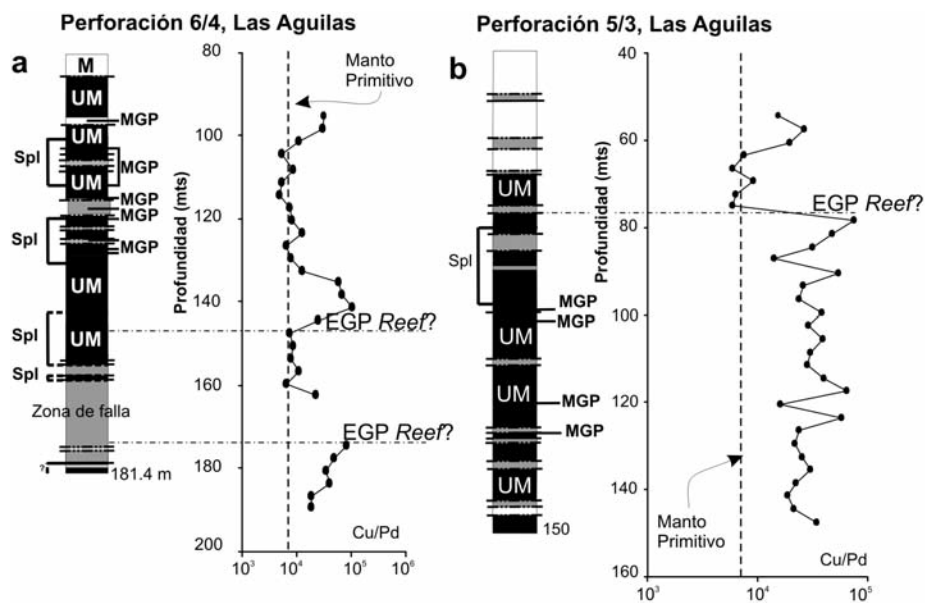 Perforación 6/4, Las Aguilas
a
M
UM
MGP
UM
Spl
MGP
UM
MGP
MGP
Spl
MGP
UM
Spl
UM
Spl
Zona de falla
?
181.4 m
80
100
120
140
160
180
200
Profundidad (mts)
Manto
Primitivo
EGP Reef?
EGP Reef?
Cu/Pd
10³
10⁴
10⁵
10⁶
Perforación 5/3, Las Aguilas
b
UM
Spl
MGP
MGP
UM
UM
MGP
MGP
UM
150
40
60
80
100
120
140
160
Profundidad (mts)
EGP Reef?
Manto
Primitivo
Cu/Pd
10³
10⁴
10⁵